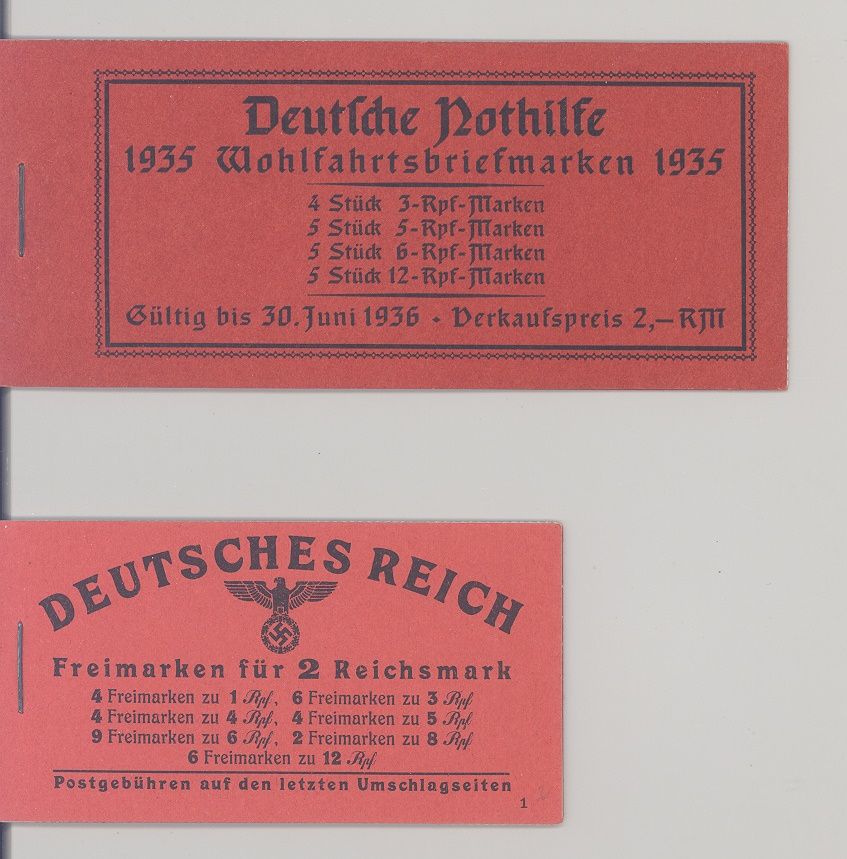 Deutsche Nothilfe
1935 Wohlfahrtsbriefmarken 1935
4 Stück 3-Rpf-Marken
5 Stück 5-Rpf-Marken
5 Stück 6-Rpf-Marken
5 Stück 12-Rpf-Marken
Gültig bis 30. Juni 1936 • Verkaufspreis 2,— RM
DEUTSCHES REICH
Freimarken für 2 Reichsmark
4 Freimarken zu 1 Rpf, 6 Freimarken zu 3 Rpf
4 Freimarken zu 4 Rpf, 4 Freimarken zu 5 Rpf
9 Freimarken zu 6 Rpf, 2 Freimarken zu 8 Rpf
6 Freimarken zu 12 Rpf
Postgebühren auf den letzten Umschlagseiten
1